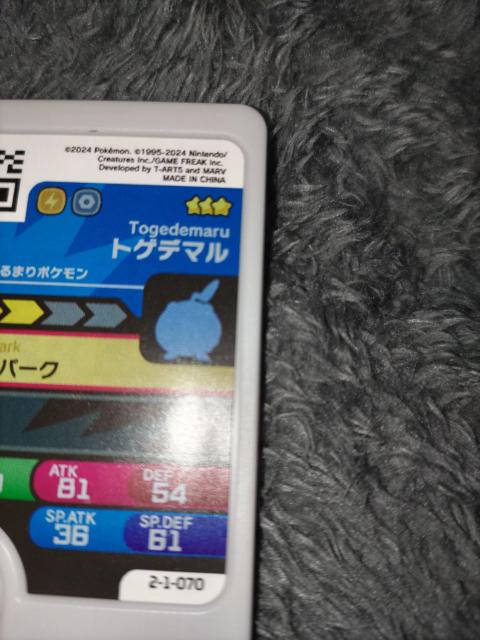 ©2024 Pokémon. ©1995-2024 Nintendo/
Creatures Inc./GAME FREAK inc.
Developed by T-ARTS and MARV
MADE IN CHINA
Togedemaru
トゲデマル
るまりポケモン
ark
パーク
ATK
81
DEF
54
SP.ATK
36
SP.DEF
61
2-1-070